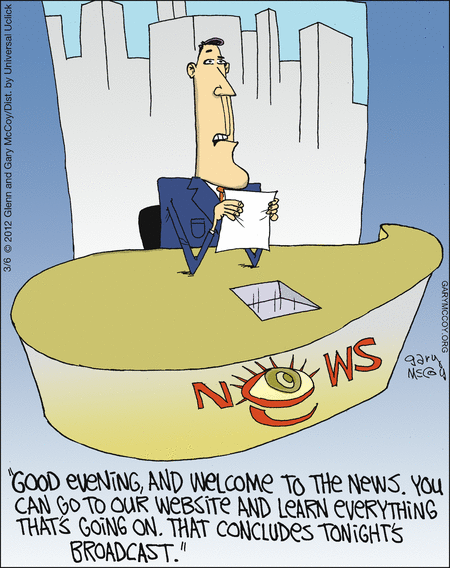 3/6 © 2012 Glenn and Gary McCoy/Dist. by Universal Uclick
NEWS
GARYMCCOY.ORG
gary
McCoy
"GOOD EVENING, AND WELCOME TO THE NEWS. YOU
CAN GO TO OUR WEBSITE AND LEARN EVERYTHING
THAT'S GOING ON. THAT CONCLUDES TONIGHT'S
BROADCAST."